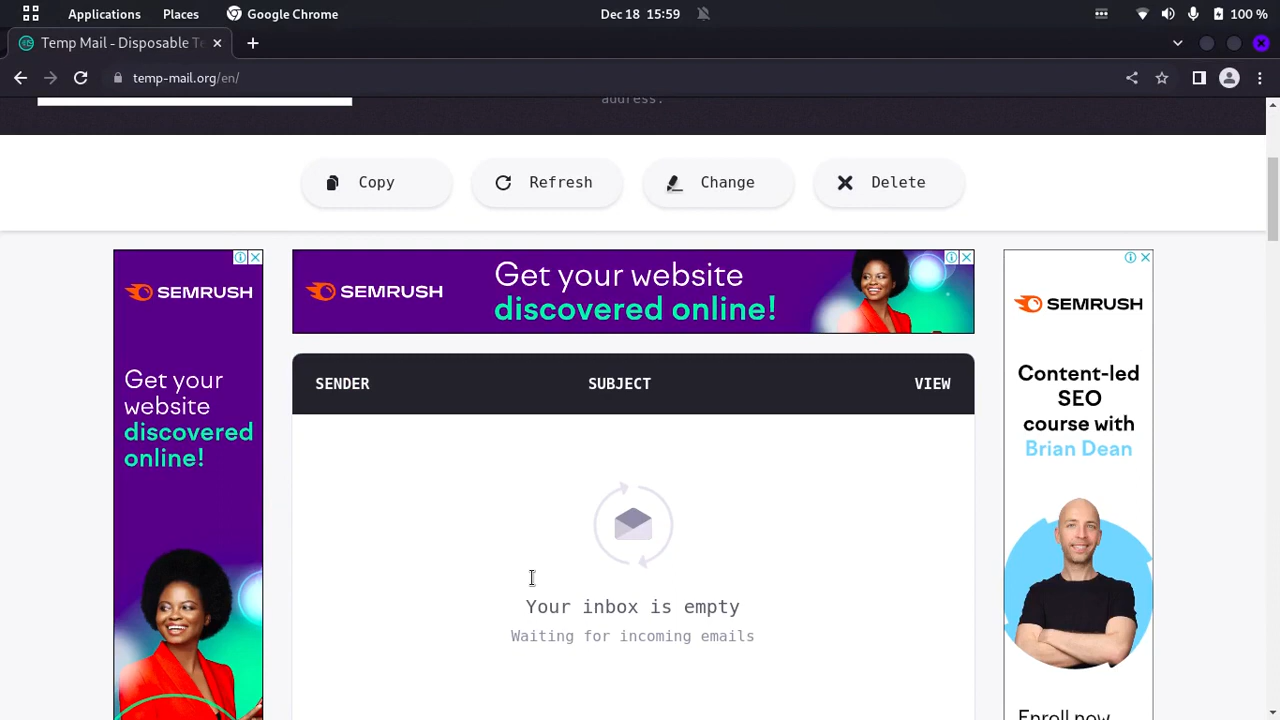 Applications Places Google Chrome Dec 18 15:59 100 %
Temp Mail - Disposable Te
temp-mail.org/en/
address.
Copy Refresh Change Delete
SEMRUSH
Get your
website
discovered
online!
SEMRUSH
Get your website
discovered online!
SENDER SUBJECT VIEW
Your inbox is empty
Waiting for incoming emails
SEMRUSH
Content-led
SEO
course with
Brian Dean
Enroll now